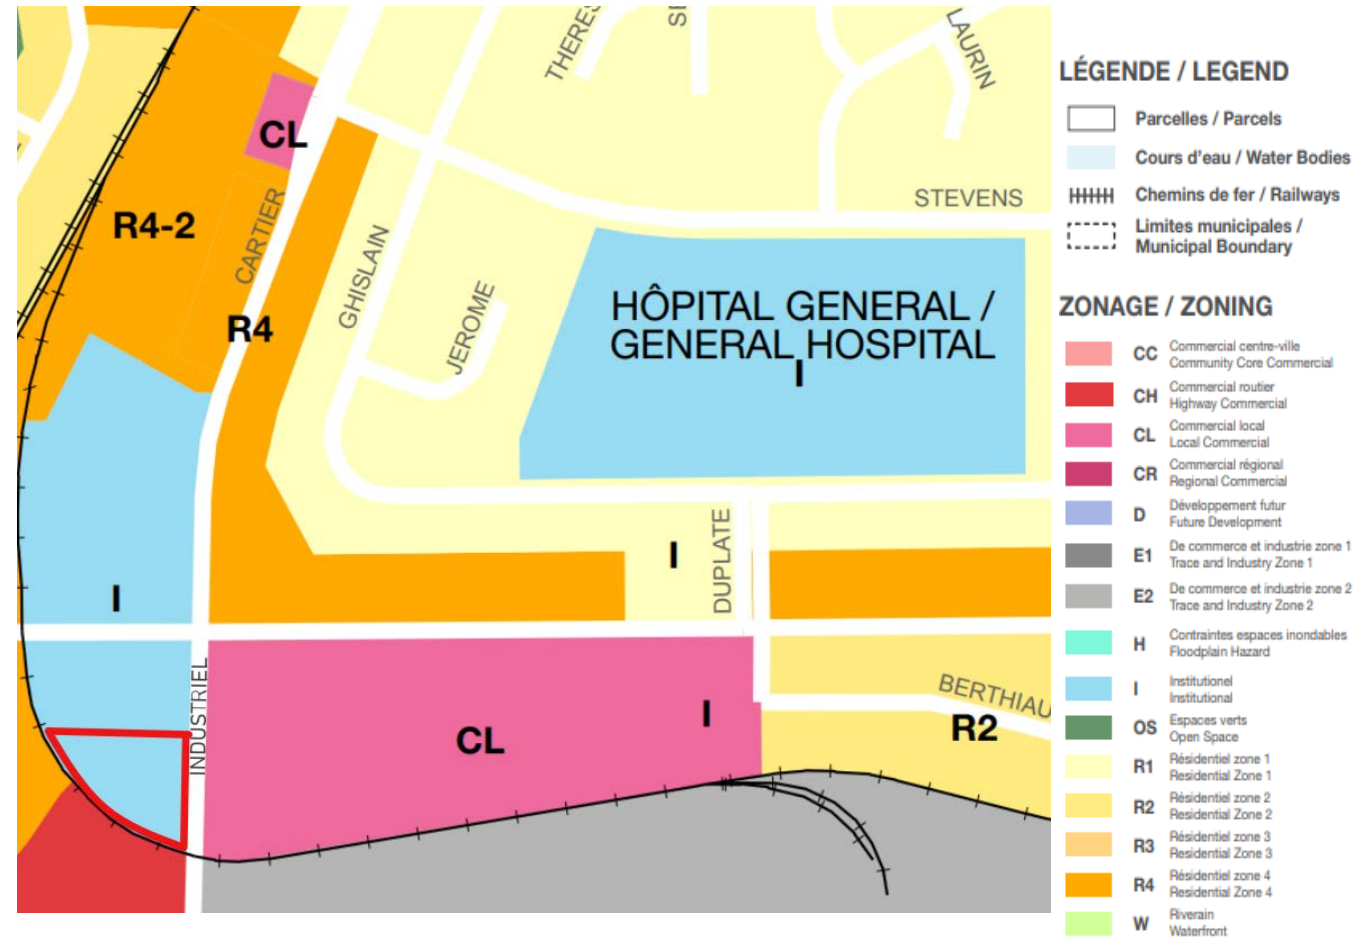 THERES
SE
LAURIN
CL
STEVENS
R4-2
CARTIER
GHISLAIN
JEROME
R4
HÔPITAL GENERAL /
GENERAL HOSPITAL
I
I
DUPLATE
I
INDUSTRIEL
CL
I
BERTHIAU
R2
LÉGENDE / LEGEND
Parcelles / Parcels
Cours d'eau / Water Bodies
Chemins de fer / Railways
Limites municipales /
Municipal Boundary
ZONAGE / ZONING
CC Commercial centre-ville
Community Core Commercial
CH Commercial routier
Highway Commercial
CL Commercial local
Local Commercial
CR Commercial régional
Regional Commercial
D Développement futur
Future Development
E1 De commerce et industrie zone 1
Trace and Industry Zone 1
E2 De commerce et industrie zone 2
Trace and Industry Zone 2
H Contraintes espaces inondables
Floodplain Hazard
I Institutionel
Institutional
OS Espaces verts
Open Space
R1 Résidentiel zone 1
Residential Zone 1
R2 Résidentiel zone 2
Residential Zone 2
R3 Résidentiel zone 3
Residential Zone 3
R4 Résidentiel zone 4
Residential Zone 4
W Riverain
Waterfront